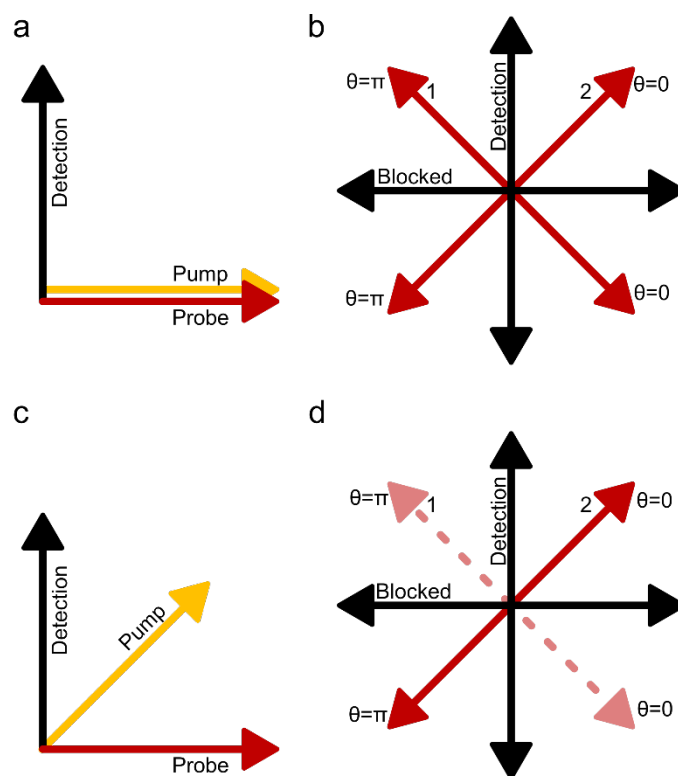 a
Detection
Pump
Probe
b
θ=π
1
Detection
2
θ=0
Blocked
θ=π
θ=0
c
Detection
Pump
Probe
d
θ=π
1
Detection
2
θ=0
Blocked
θ=π
θ=0